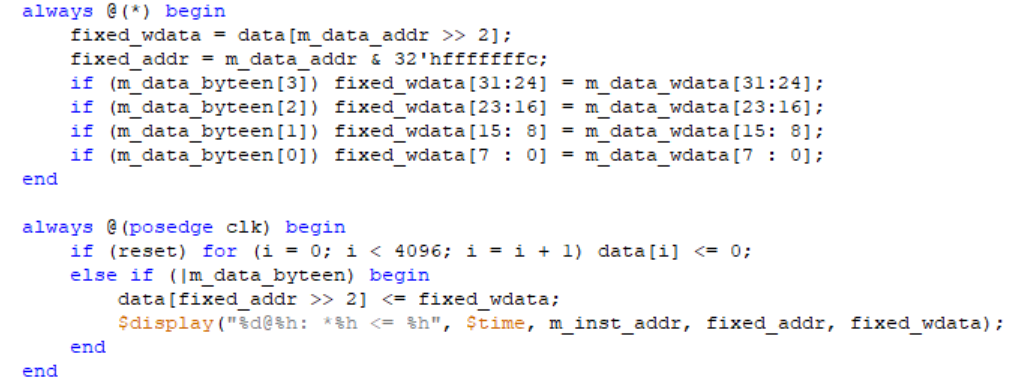 always @(*) begin
    fixed_wdata = data[m_data_addr >> 2];
    fixed_addr = m_data_addr & 32'hfffffffc;
    if (m_data_byteen[3]) fixed_wdata[31:24] = m_data_wdata[31:24];
    if (m_data_byteen[2]) fixed_wdata[23:16] = m_data_wdata[23:16];
    if (m_data_byteen[1]) fixed_wdata[15: 8] = m_data_wdata[15: 8];
    if (m_data_byteen[0]) fixed_wdata[7 : 0] = m_data_wdata[7 : 0];
end

always @(posedge clk) begin
    if (reset) for (i = 0; i < 4096; i = i + 1) data[i] <= 0;
    else if (|m_data_byteen) begin
        data[fixed_addr >> 2] <= fixed_wdata;
        $display("%d@%h: *%h <= %h", $time, m_inst_addr, fixed_addr, fixed_wdata);
    end
end